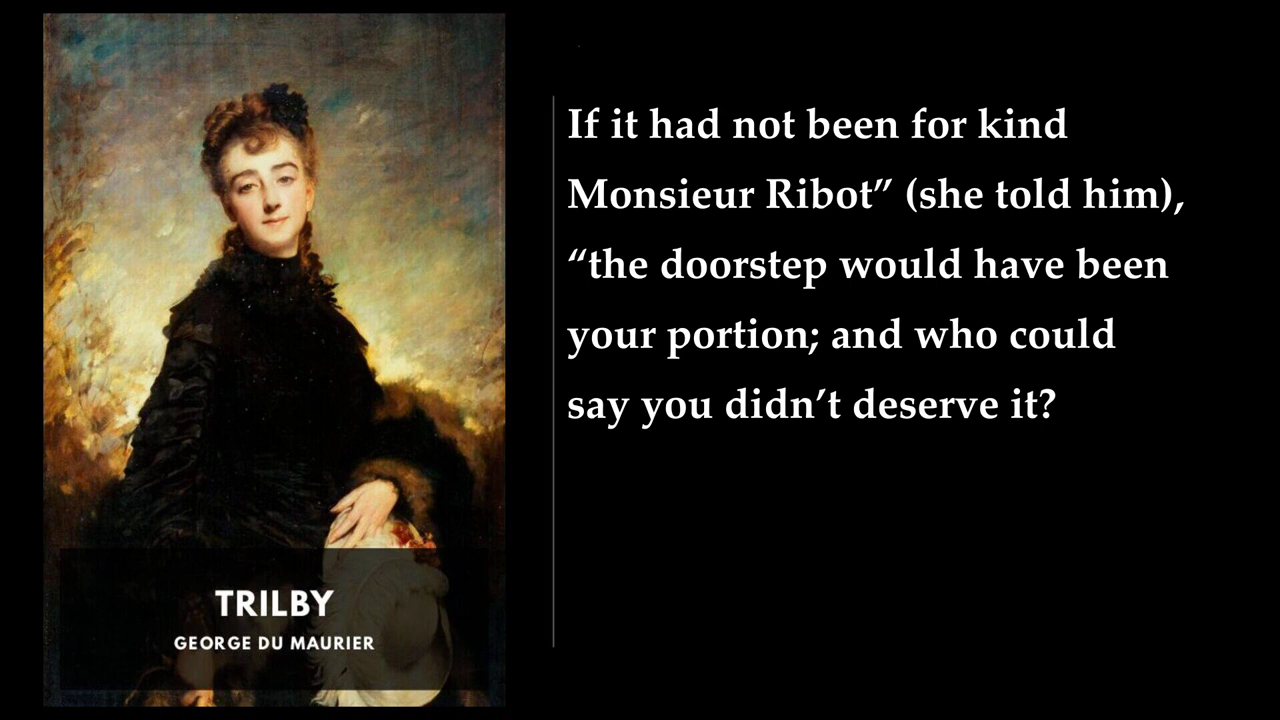 TRILBY
GEORGE DU MAURIER
If it had not been for kind
Monsieur Ribot” (she told him),
“the doorstep would have been
your portion; and who could
say you didn’t deserve it?